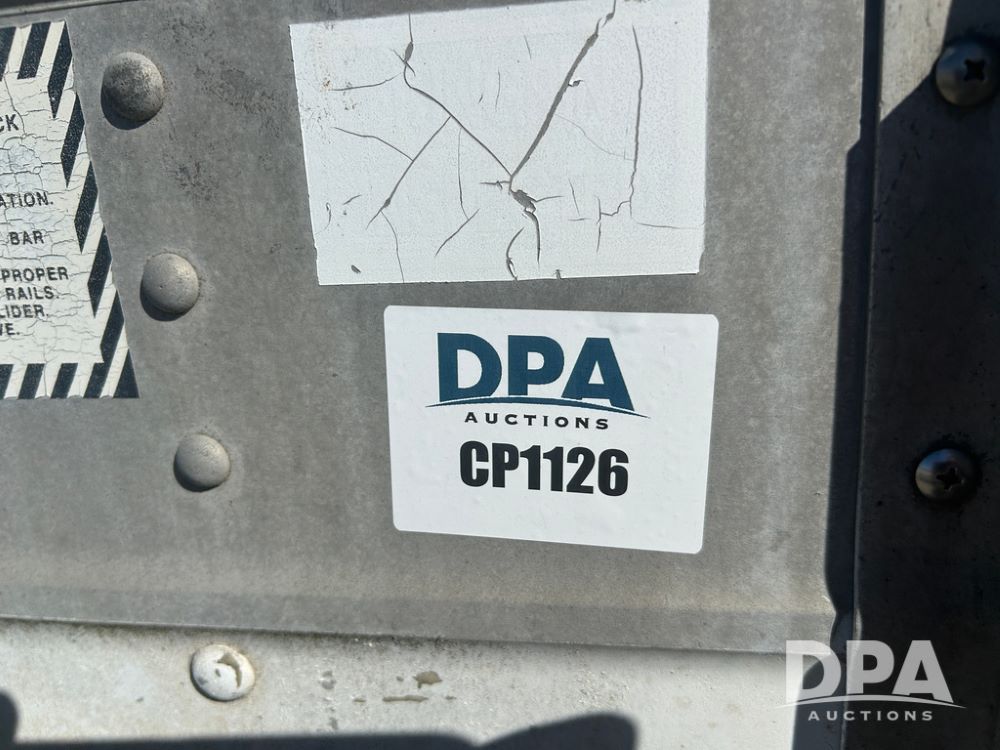 CK
ATION.
BAR
PROPER
RAILS.
LIDER.
VE.
DPA
AUCTIONS
CP1126
DPA
AUCTIONS